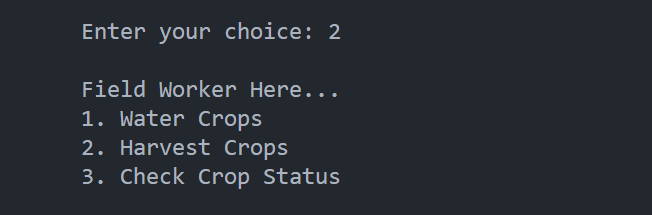 Enter your choice: 2
Field Worker Here...
1. Water Crops
2. Harvest Crops
3. Check Crop Status